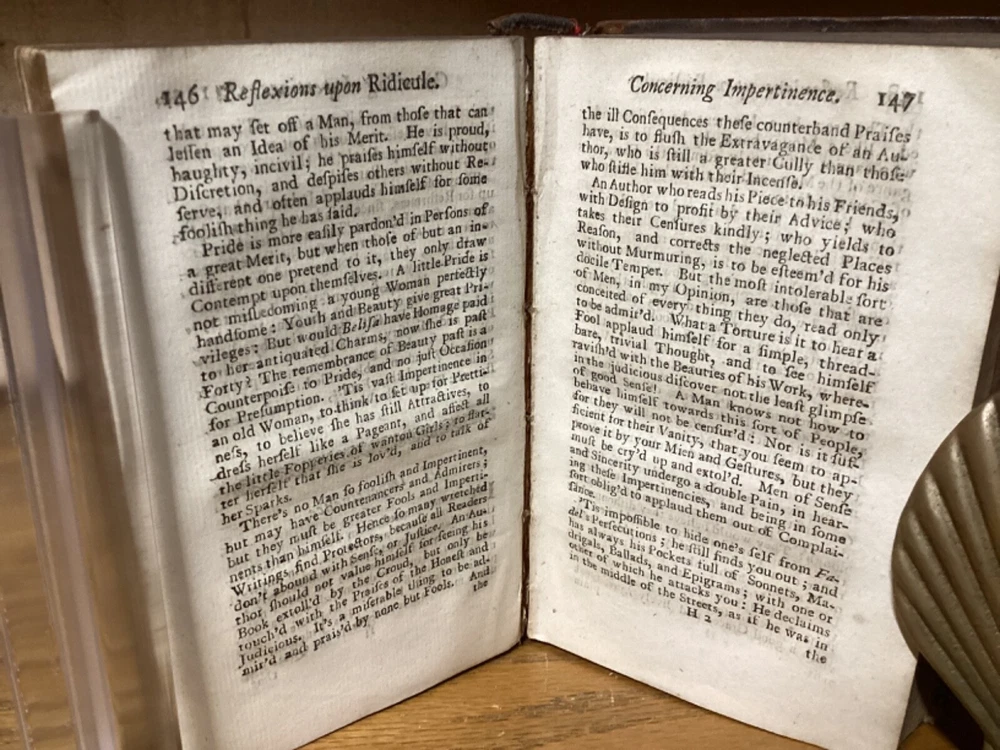 146 Reflexions upon Ridicule.
that may ſet off a Man, from thoſe that can
leſſen an Idea of his Merit. He is proud,
haughty, incivil; he praiſes himſelf without
Diſcretion, and deſpiſes others without Re-
ſerve, and often applauds himſelf for ſome
fooliſh thing he has ſaid.
Pride is more eaſily pardon'd in Perſons of
a great Merit, but when thoſe of but an in-
different one pretend to it, they only draw
Contempt upon themſelves. A little Pride is
not miſbecoming a young Woman perfectly
handſome: Youth and Beauty give great Pri-
vileges: But would Beliſa have Homage paid
to her antiquated Charms, now ſhe is paſt
Forty? The remembrance of Beauty paſt is a
Counterpoiſe to Pride, and no juſt Occaſion
for Preſumption. 'Tis vaſt Impertinence in
an old Woman, to think to ſet up for Pretti-
neſs, to believe ſhe has ſtill Attractives, to
dreſs herſelf like a Pageant, and affect all
the little Fopperies of wanton Girls; to flat-
ter herſelf that ſhe is lov'd, and to talk of
her Sparks.
There's no Man ſo fooliſh and Impertinent,
but may have Countenancers and Admirers;
but they muſt be greater Fools and Imperti-
nents than himſelf. Hence ſo many wretched
Writings find Protectors, becauſe all Readers
don't abound with Senſe, or Juſtice. An Au-
thor ſhould not value himſelf for ſeeing his
Book extoll'd by the Croud, but only be
touch'd with the Praiſes of the Honeſt and
Judicious. It's a miſerable thing to be ad-
mir'd and prais'd by none but Fools. And
the
Concerning Impertinence. 147
the ill Conſequences theſe counterband Praiſes
have, is to fluſh the Extravagance of an Au-
thor, who is ſtill a greater Cully than thoſe
who ſtifle him with their Incenſe.
An Author who reads his Piece to his Friends,
with Deſign to profit by their Advice; who
takes their Cenſures kindly; who yields to
Reaſon, and corrects the neglected Places
without Murmuring, is to be eſteem'd for his
docile Temper. But the moſt intolerable ſort
of Men, in my Opinion, are thoſe that are
conceited of every thing they do, read only
to be admir'd. What a Torture is it to hear a
Fool applaud himſelf for a ſimple, thread-
bare, trivial Thought, and to ſee himſelf
raviſh'd with the Beauties of his Work, where-
in the judicious diſcover not the leaſt glimpſe
of good Senſe! A Man knows not how to
behave himſelf towards this ſort of People,
for they will not be cenſur'd: Nor is it ſuf-
ficient for their Vanity, that you ſeem to ap-
prove it by your Mien and Geſtures, but they
muſt be cry'd up and extol'd. Men of Senſe
and Sincerity undergo a double Pain, in hear-
ing theſe Impertinencies, and being in ſome
ſort oblig'd to applaud them out of Complai-
ſance.
'Tis impoſſible to hide one's ſelf from Fa-
del's Perſecutions; he ſtill finds you out; and
has always his Pockets full of Sonnets, Ma-
drigals, Ballads, and Epigrams; with one or
other of which he attacks you: He declaims
in the middle of the Streets, as if he was in
H 2 the